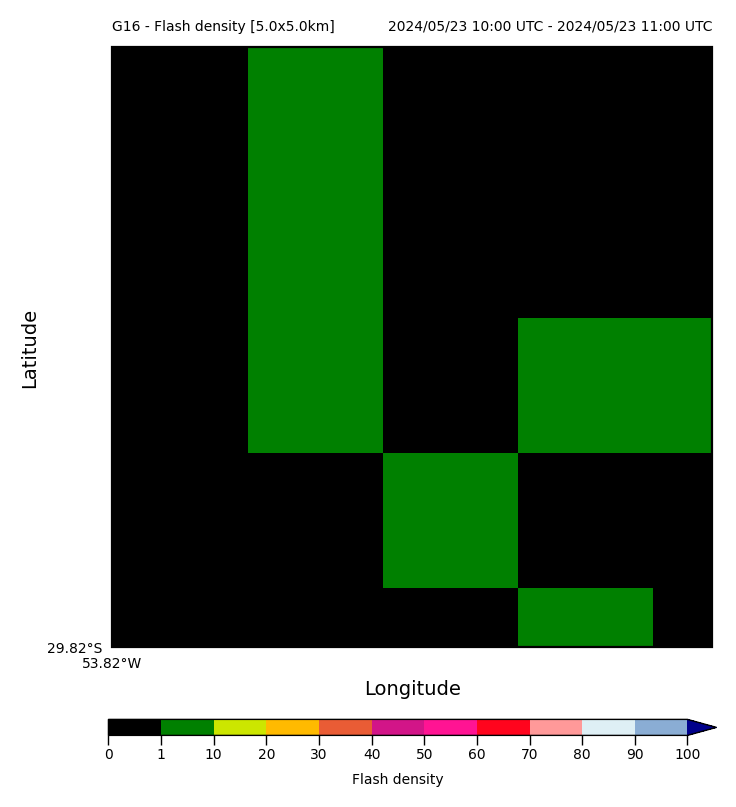 G16 - Flash density [5.0x5.0km] 2024/05/23 10:00 UTC - 2024/05/23 11:00 UTC
Latitude
29.82°S
53.82°W
Longitude
0 1 10 20 30 40 50 60 70 80 90 100
Flash density